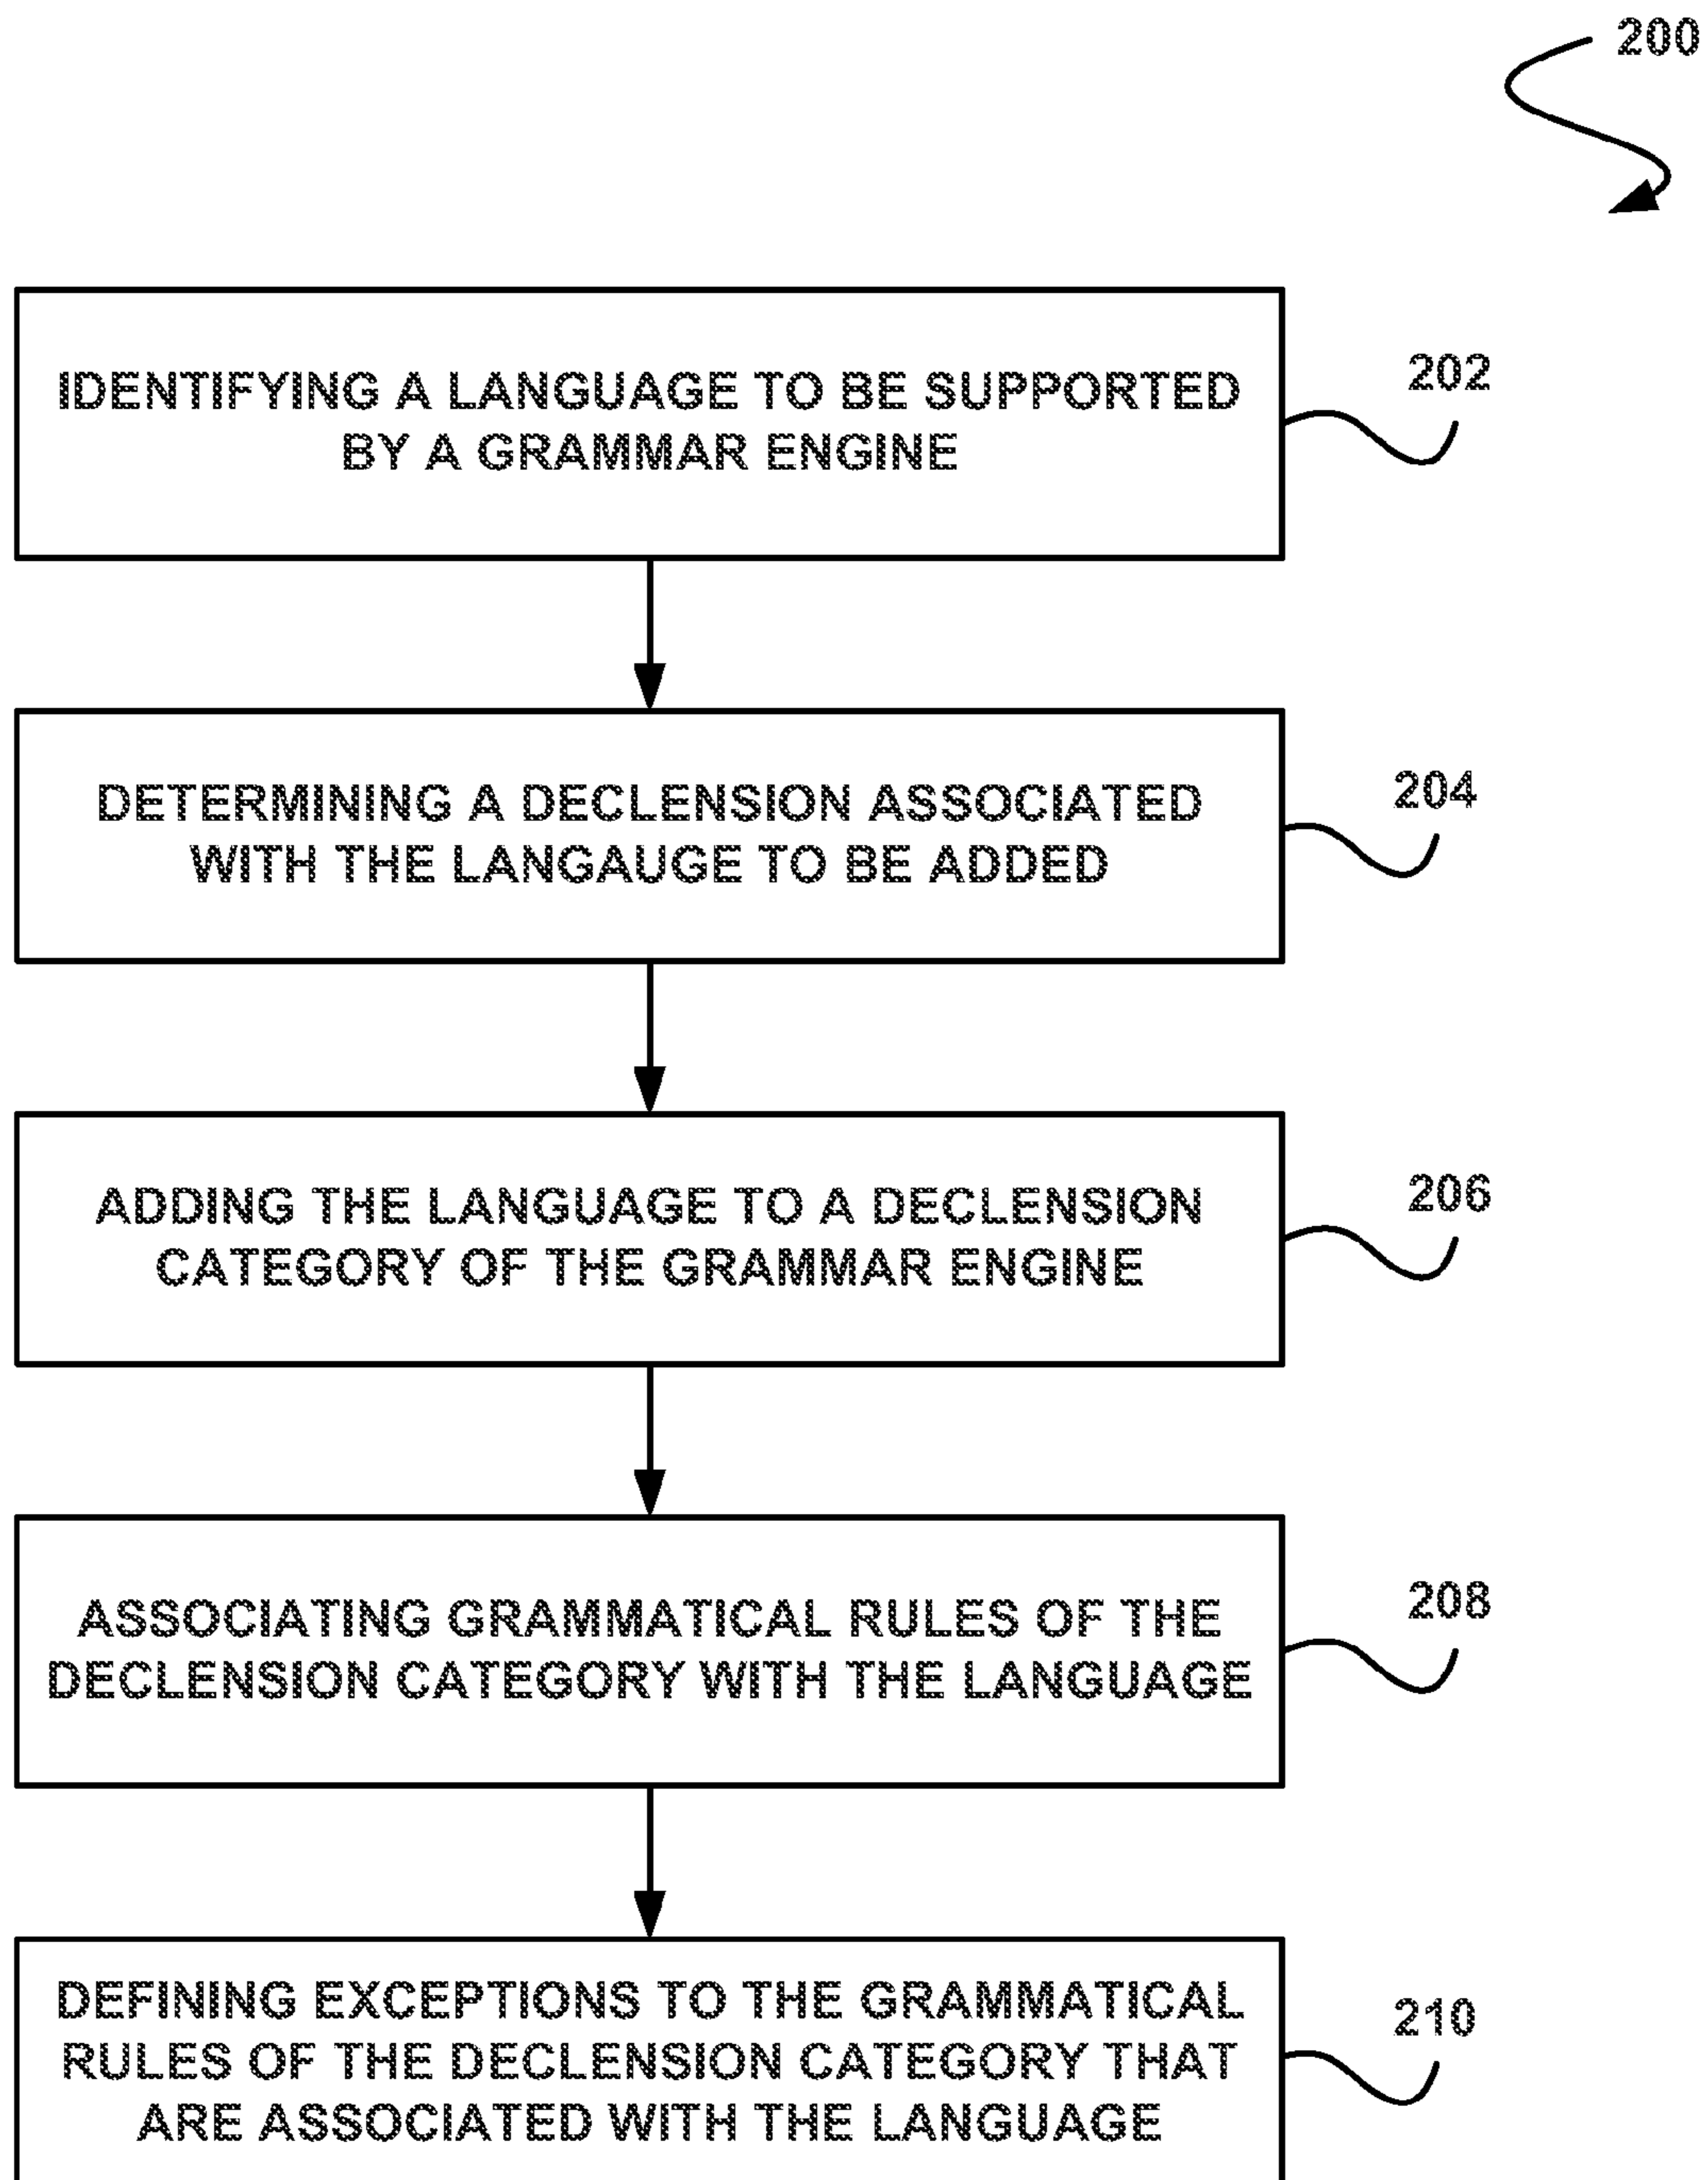 200
IDENTIFYING A LANGUAGE TO BE SUPPORTED
BY A GRAMMAR ENGINE
202
DETERMINING A DECLENSION ASSOCIATED
WITH THE LANGAUGE TO BE ADDED
204
ADDING THE LANGUAGE TO A DECLENSION
CATEGORY OF THE GRAMMAR ENGINE
206
ASSOCIATING GRAMMATICAL RULES OF THE
DECLENSION CATEGORY WITH THE LANGUAGE
208
DEFINING EXCEPTIONS TO THE GRAMMATICAL
RULES OF THE DECLENSION CATEGORY THAT
ARE ASSOCIATED WITH THE LANGUAGE
210